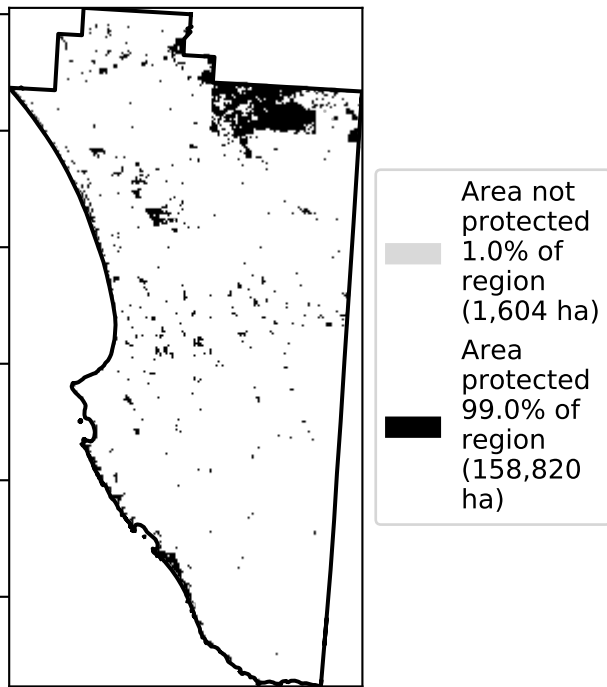 Area not
protected
1.0% of
region
(1,604 ha)
Area
protected
99.0% of
region
(158,820
ha)